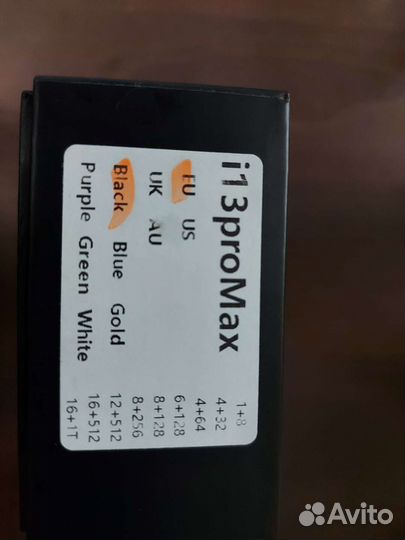 i13proMax
EU US
UK AU
Black Blue Gold
Purple Green White
1+8
4+32
4+64
6+128
8+128
8+256
12+512
16+512
16+1T
Avito